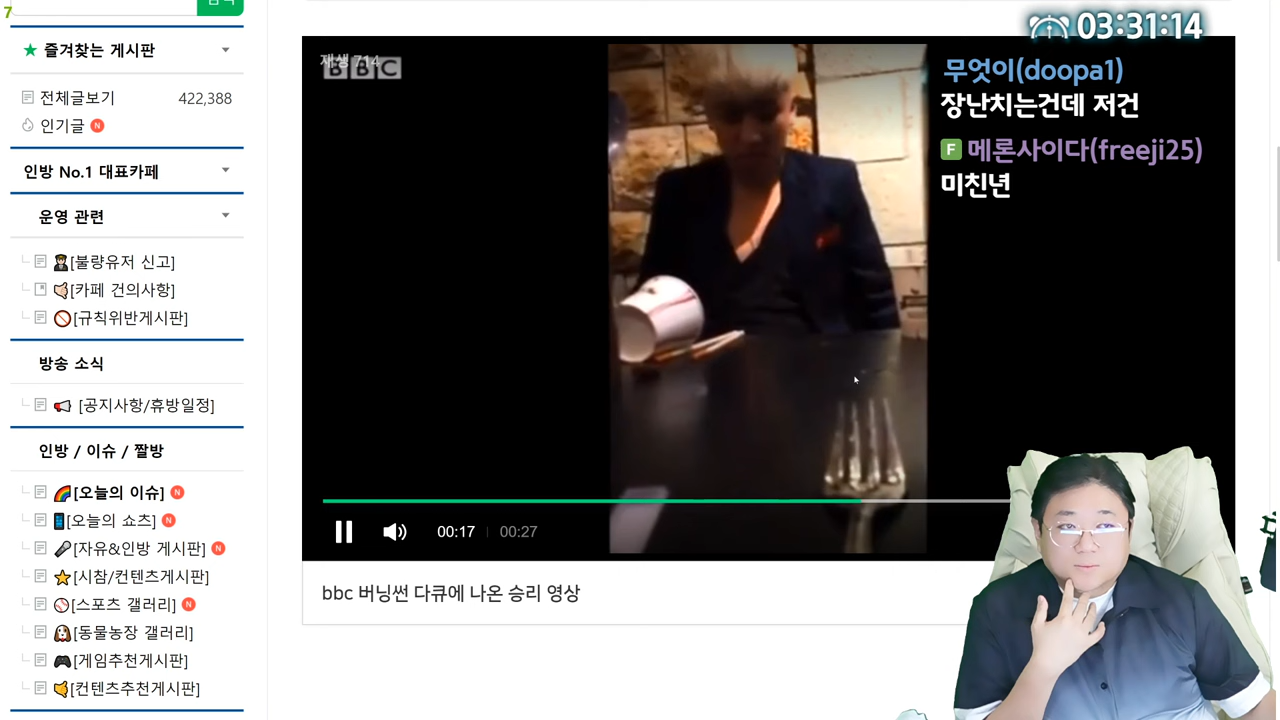 7
즐겨찾는 게시판
전체글보기 422,388
인기글 N
인방 No.1 대표카페
운영 관련
[불량유저 신고]
[카페 건의사항]
[규칙위반게시판]
방송 소식
[공지사항/휴방일정]
인방 / 이슈 / 짤방
[오늘의 이슈] N
[오늘의 쇼츠] N
[자유&인방 게시판] N
[시참/컨텐츠게시판]
[스포츠 갤러리] N
[동물농장 갤러리]
[게임추천게시판]
[컨텐츠추천게시판]
03:31:14
재생 714
BBC
무엇이(doopa1)
장난치는건데 저건
F 메론사이다(freeji25)
미친년
00:17 00:27
bbc 버닝썬 다큐에 나온 승리 영상